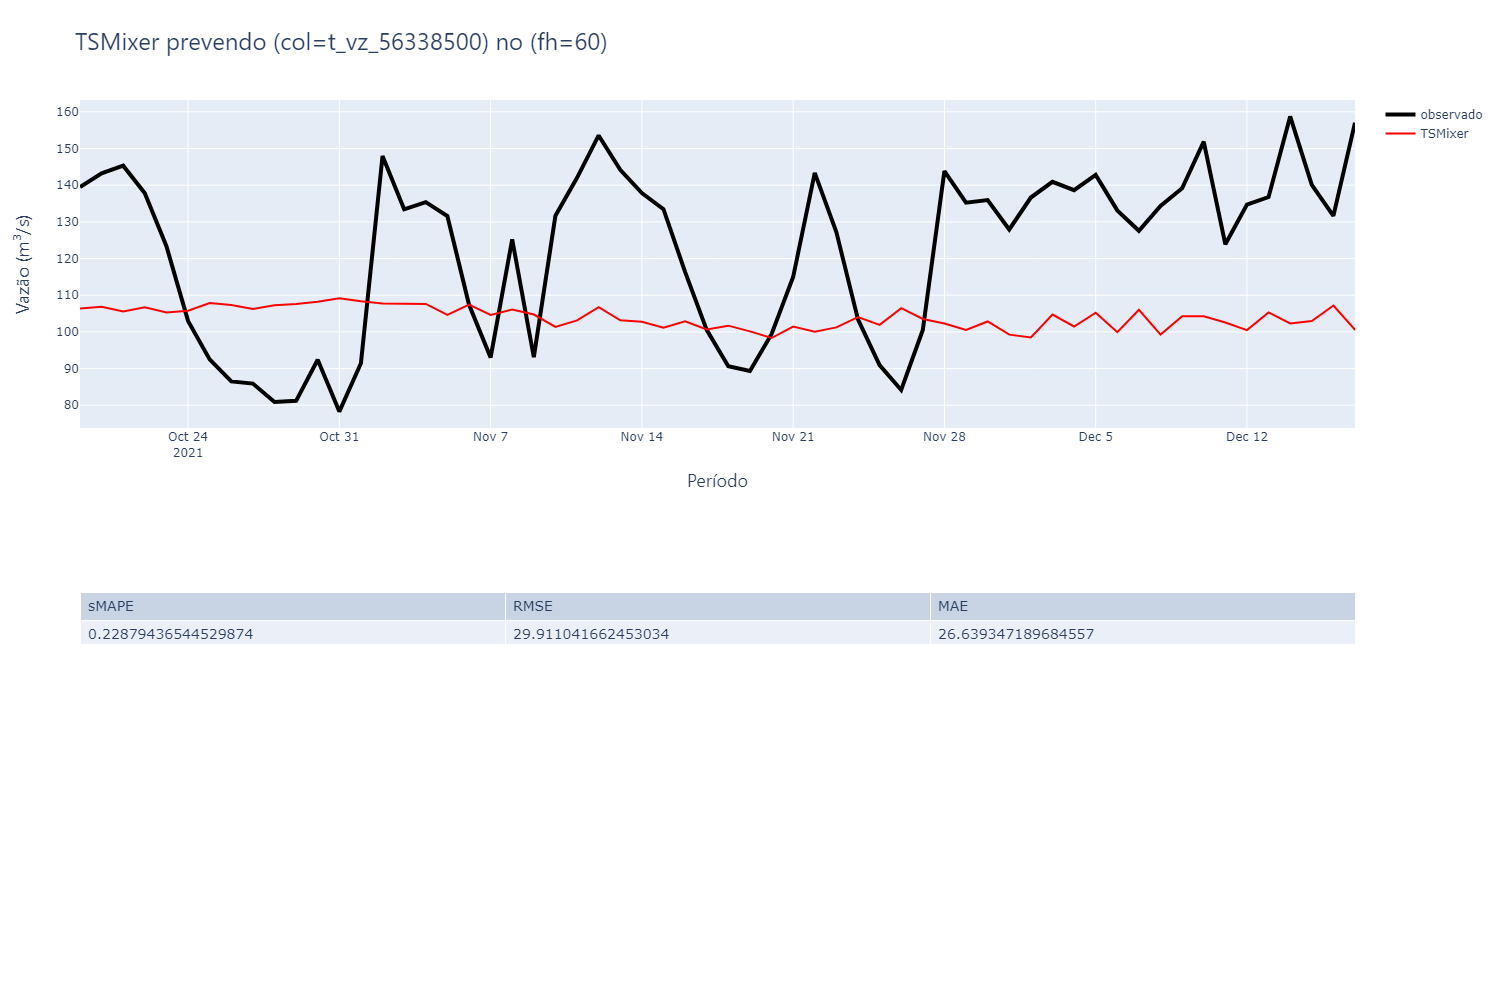 TSMixer prevendo (col=t_vz_56338500) no (fh=60)
observado
TSMixer
Vazão (m³/s)
160
150
140
130
120
110
100
90
80
Oct 24
2021
Oct 31
Nov 7
Nov 14
Nov 21
Nov 28
Dec 5
Dec 12
Período
sMAPE RMSE MAE
0.22879436544529874 29.911041662453034 26.639347189684557